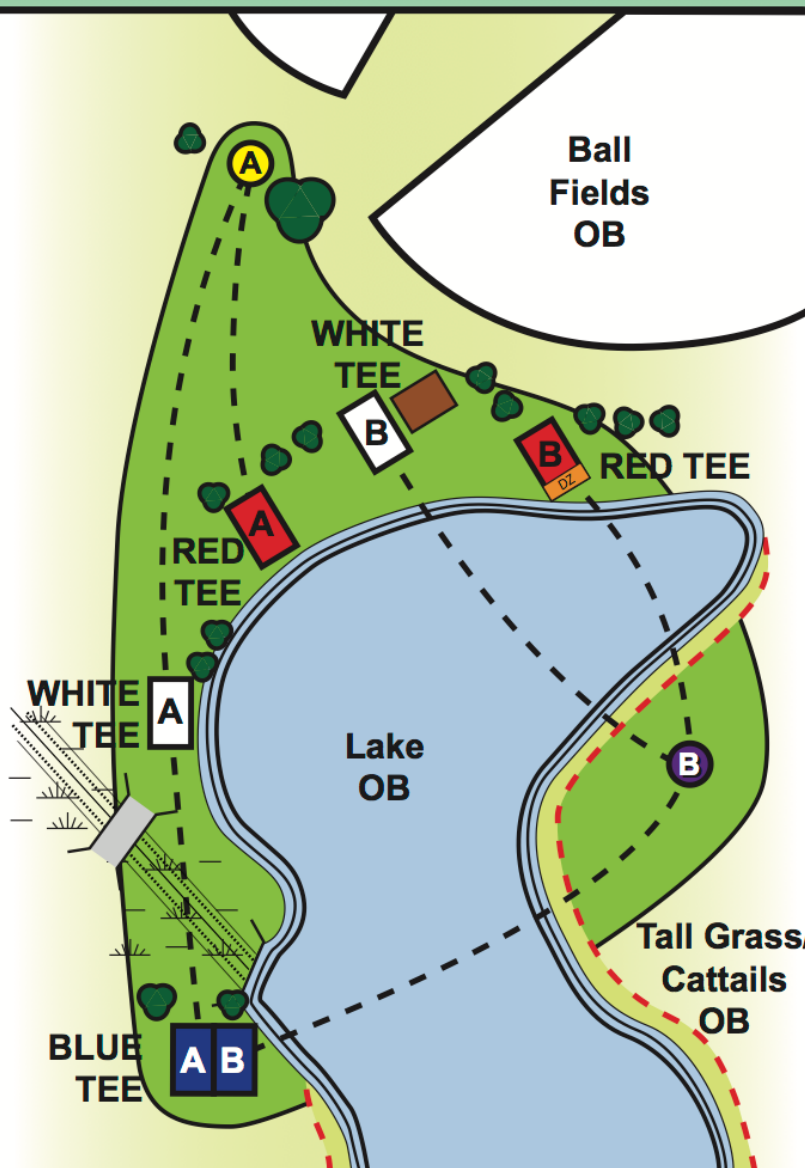 A
Ball
Fields
OB
WHITE
TEE
B
B
DZ
RED TEE
A
RED
TEE
WHITE
TEE
A
Lake
OB
B
Tall Grass/
Cattails
OB
BLUE
TEE
A
B